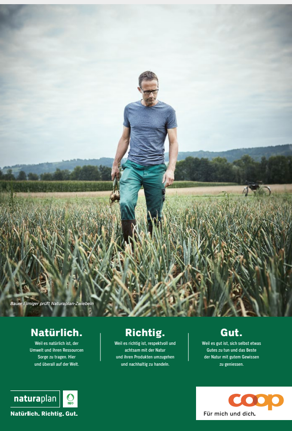 Bauer Böniger prüft Naturaplan-Zwiebeln
Natürlich.
Weil es natürlich ist, der
Umwelt und ihren Ressourcen
Sorge zu tragen. Hier
und überall auf der Welt.
Richtig.
Weil es richtig ist, respektvoll und
achtsam mit der Natur
und ihren Produkten umzugehen
und nachhaltig zu handeln.
Gut.
Weil es gut ist, sich selbst etwas
Gutes zu tun und das Beste
der Natur mit gutem Gewissen
zu geniessen.
naturaplan
Natürlich. Richtig. Gut.
coop
Für mich und dich.